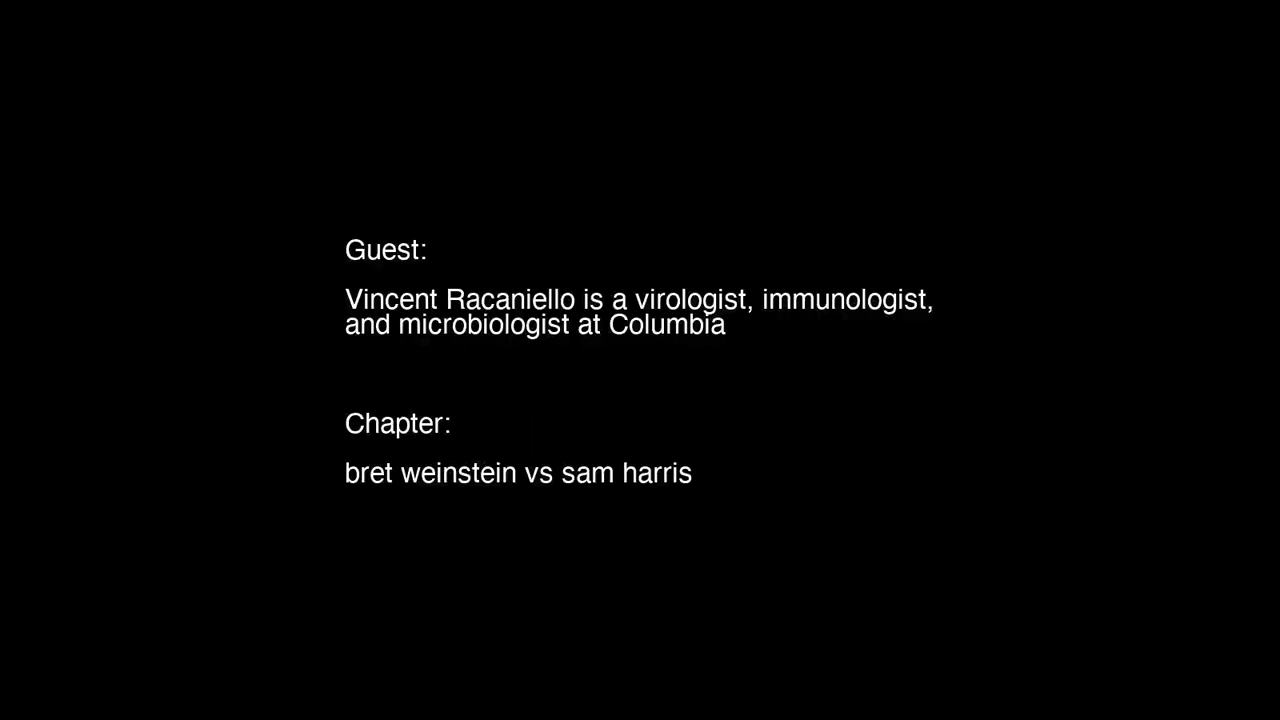 Guest:
Vincent Racaniello is a virologist, immunologist,
and microbiologist at Columbia
Chapter:
bret weinstein vs sam harris